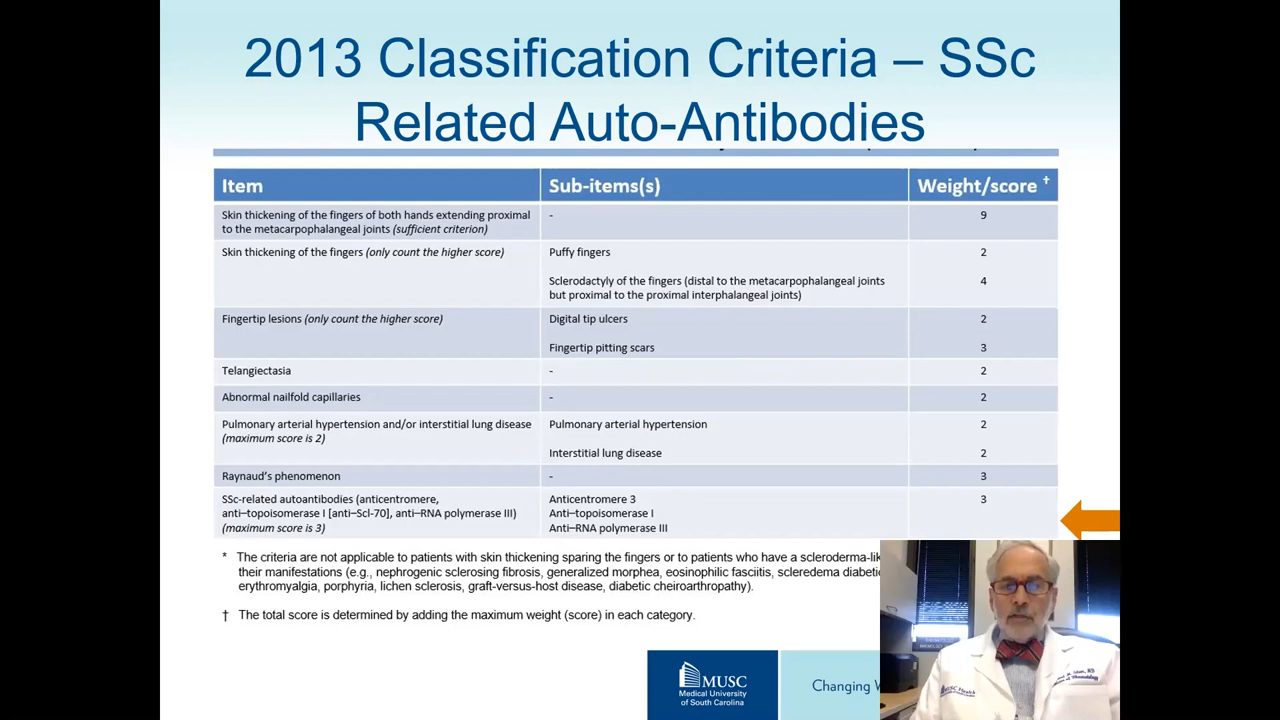 2013 Classification Criteria – SSc
Related Auto-Antibodies
Item Sub-items(s) Weight/score †
Skin thickening of the fingers of both hands extending proximal - 9
to the metacarpophalangeal joints (sufficient criterion)
Skin thickening of the fingers (only count the higher score) Puffy fingers 2
Sclerodactyly of the fingers (distal to the metacarpophalangeal joints 4
but proximal to the proximal interphalangeal joints)
Fingertip lesions (only count the higher score) Digital tip ulcers 2
Fingertip pitting scars 3
Telangiectasia - 2
Abnormal nailfold capillaries - 2
Pulmonary arterial hypertension and/or interstitial lung disease Pulmonary arterial hypertension 2
(maximum score is 2)
Interstitial lung disease 2
Raynaud's phenomenon - 3
SSc-related autoantibodies (anticentromere, Anticentromere 3 3
anti–topoisomerase I [anti–Scl-70], anti–RNA polymerase III) Anti–topoisomerase I
(maximum score is 3) Anti–RNA polymerase III
* The criteria are not applicable to patients with skin thickening sparing the fingers or to patients who have a scleroderma-li
their manifestations (e.g., nephrogenic sclerosing fibrosis, generalized morphea, eosinophilic fasciitis, scleredema diabetic
erythromyalgia, porphyria, lichen sclerosis, graft-versus-host disease, diabetic cheiroarthropathy).
† The total score is determined by adding the maximum weight (score) in each category.
MUSC
Medical University
of South Carolina
Changing
MUSC Health